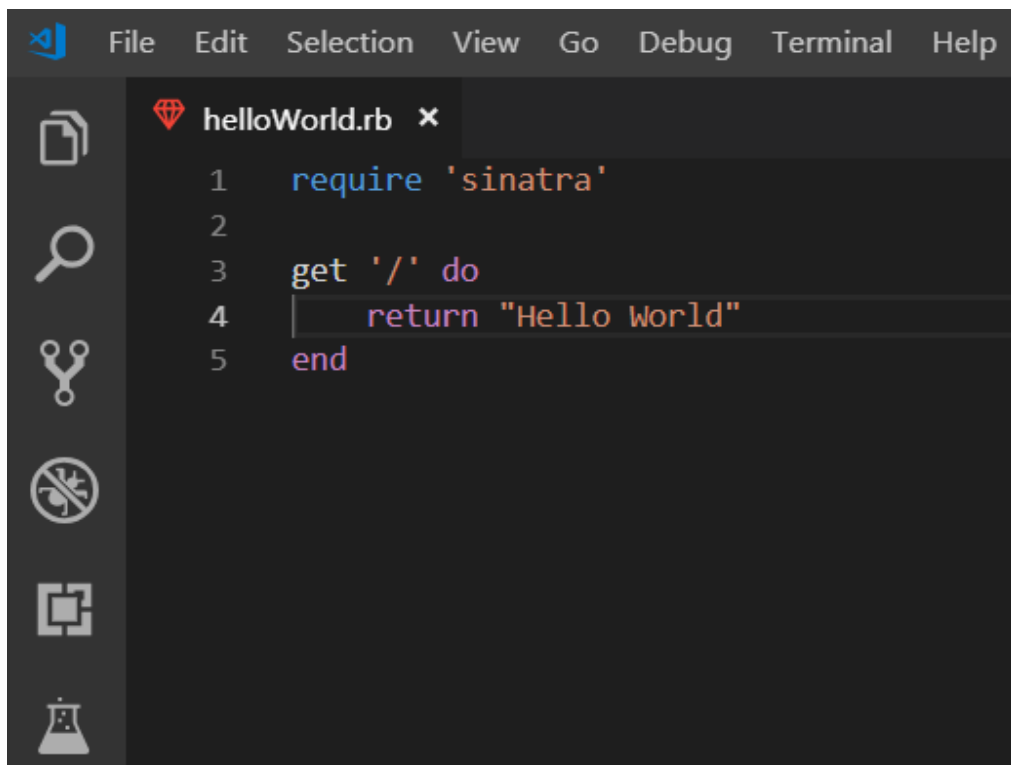 File Edit Selection View Go Debug Terminal Help
helloWorld.rb ×
1 require 'sinatra'
2
3 get '/' do
4     return "Hello World"
5 end